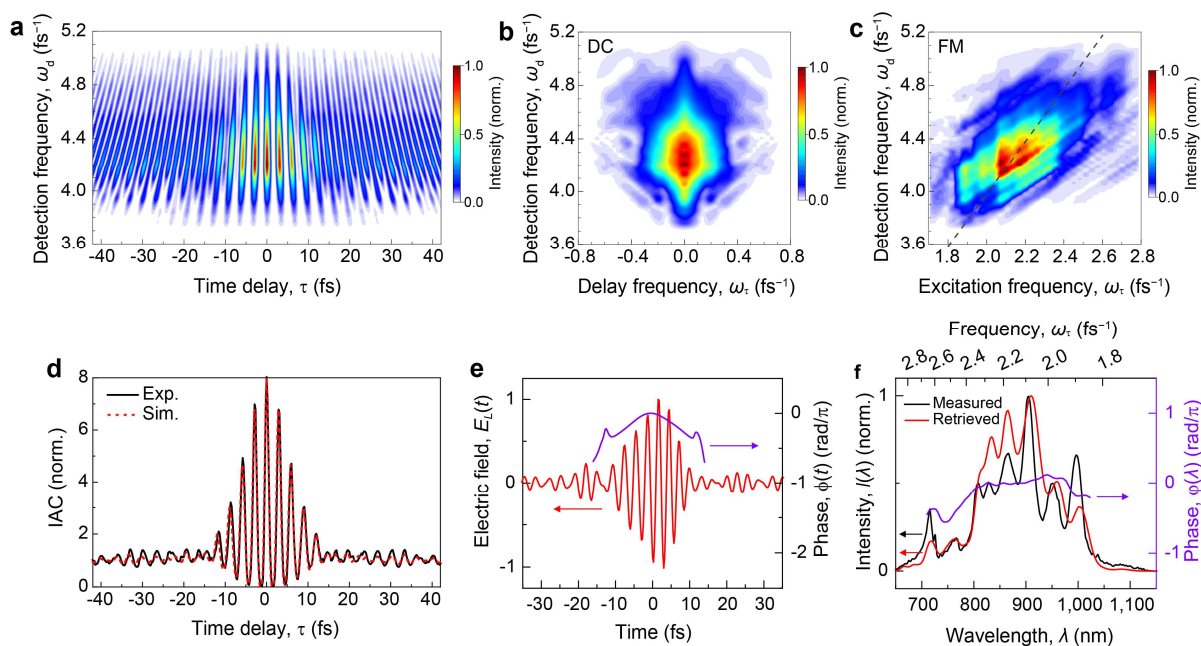 a
Detection frequency, ωd (fs⁻¹)
5.2
4.8
4.4
4.0
3.6
-40 -30 -20 -10 0 10 20 30 40
Time delay, τ (fs)
1.0
0.5
0.0
Intensity (norm.)
b
DC
Detection frequency, ωd (fs⁻¹)
5.2
4.8
4.4
4.0
3.6
-0.8 -0.4 0.0 0.4 0.8
Delay frequency, ωτ (fs⁻¹)
1.0
0.5
0.0
Intensity (norm.)
c
FM
Detection frequency, ωd (fs⁻¹)
5.2
4.8
4.4
4.0
3.6
1.8 2.0 2.2 2.4 2.6 2.8
Excitation frequency, ωτ (fs⁻¹)
1.0
0.5
0.0
Intensity (norm.)
d
IAC (norm.)
8
6
4
2
0
Exp.
Sim.
-40 -30 -20 -10 0 10 20 30 40
Time delay, τ (fs)
e
Electric field, EL(t)
1
0
-1
-30 -20 -10 0 10 20 30
Time (fs)
0
-1
-2
Phase, ϕ(t) (rad/π)
Frequency, ωτ (fs⁻¹)
2.8 2.6 2.4 2.2 2.0 1.8
f
Measured
Retrieved
Intensity, I(λ) (norm.)
1
0
700 800 900 1,000 1,100
Wavelength, λ (nm)
1
0
-1
Phase, φ(λ) (rad/π)